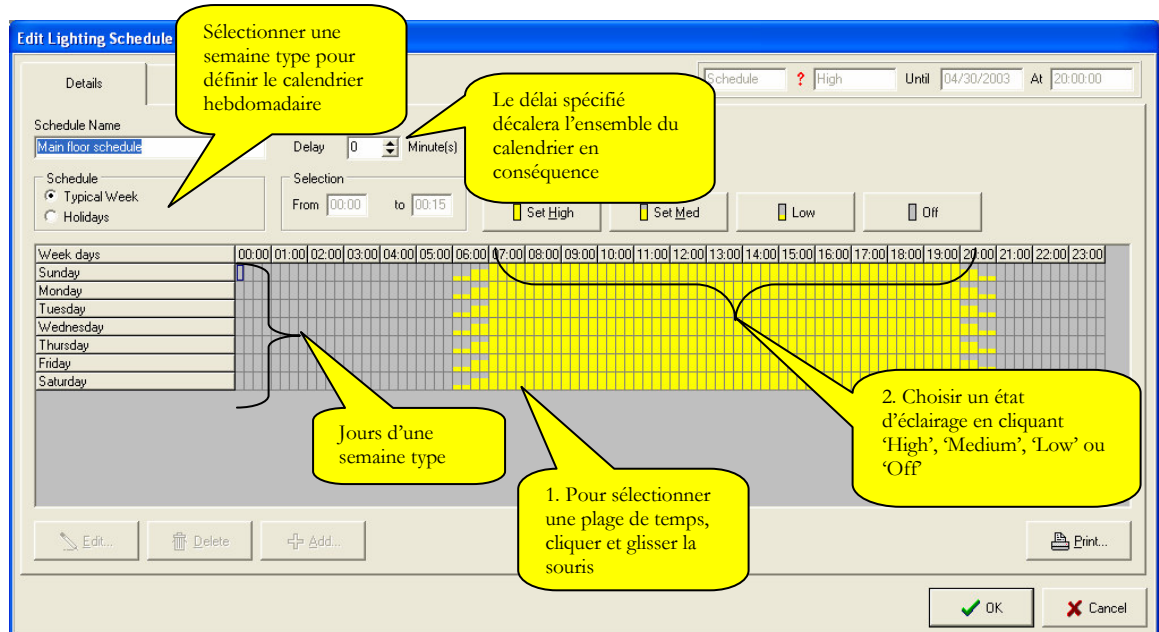 Edit Lighting Schedule
Sélectionner une
semaine type pour
définir le calendrier
hebdomadaire
Details
Schedule ? High Until 04/30/2003 At 20:00:00
Le délai spécifié
décalera l’ensemble du
calendrier en
conséquence
Schedule Name
Main floor schedule
Delay 0 Minute(s)
Schedule
Typical Week
Holidays
Selection
From 00:00 to 00:15
Set High
Set Med
Low
Off
Week days 00:00 01:00 02:00 03:00 04:00 05:00 06:00 07:00 08:00 09:00 10:00 11:00 12:00 13:00 14:00 15:00 16:00 17:00 18:00 19:00 20:00 21:00 22:00 23:00
Sunday
Monday
Tuesday
Wednesday
Thursday
Friday
Saturday
Jours d’une
semaine type
1. Pour sélectionner
une plage de temps,
cliquer et glisser la
souris
2. Choisir un état
d’éclairage en cliquant
‘High’, ‘Medium’, ‘Low’ ou
‘Off’
Edit...
Delete
Add...
Print...
OK
Cancel